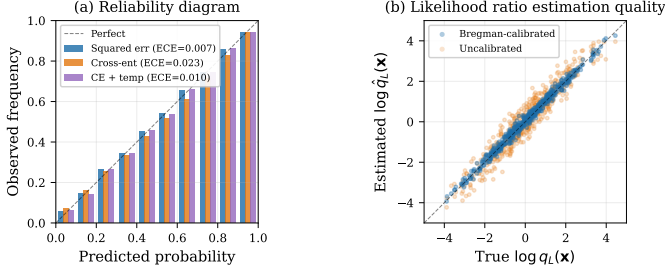 (a) Reliability diagram
Perfect
Squared err (ECE=0.007)
Cross-ent (ECE=0.023)
CE + temp (ECE=0.010)
Observed frequency
1.0
0.8
0.6
0.4
0.2
0.0
0.0 0.2 0.4 0.6 0.8 1.0
Predicted probability
(b) Likelihood ratio estimation quality
Bregman-calibrated
Uncalibrated
Estimated log q̂_L(x)
4
2
0
−2
−4
−4 −2 0 2 4
True log q_L(x)